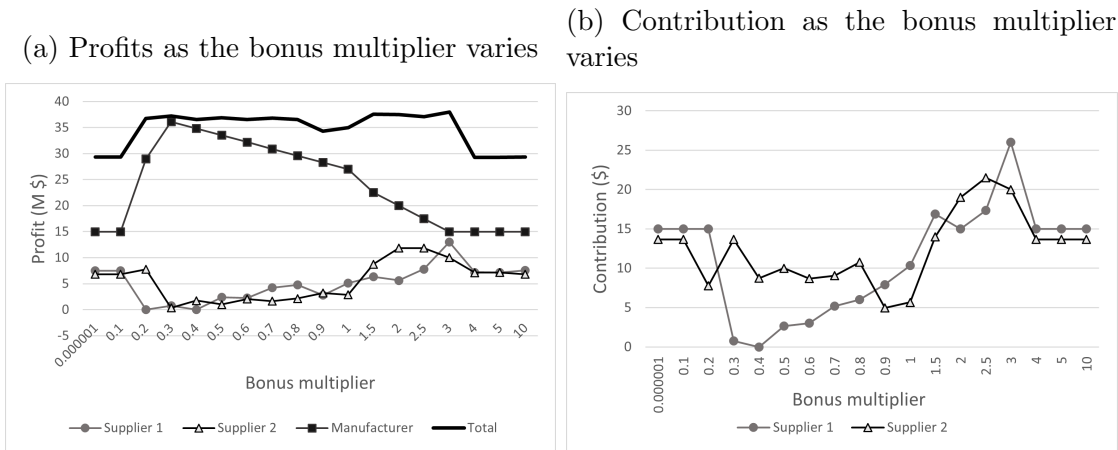 (a) Profits as the bonus multiplier varies
(b) Contribution as the bonus multiplier
varies
40
35
30
25
20
15
10
5
0
-5
Profit (M $)
0.000001 0.1 0.2 0.3 0.4 0.5 0.6 0.7 0.8 0.9 1 1.5 2 2.5 3 4 5 10
Bonus multiplier
Supplier 1 Supplier 2 Manufacturer Total
30
25
20
15
10
5
0
Contribution ($)
0.000001 0.1 0.2 0.3 0.4 0.5 0.6 0.7 0.8 0.9 1 1.5 2 2.5 3 4 5 10
Bonus multiplier
Supplier 1 Supplier 2